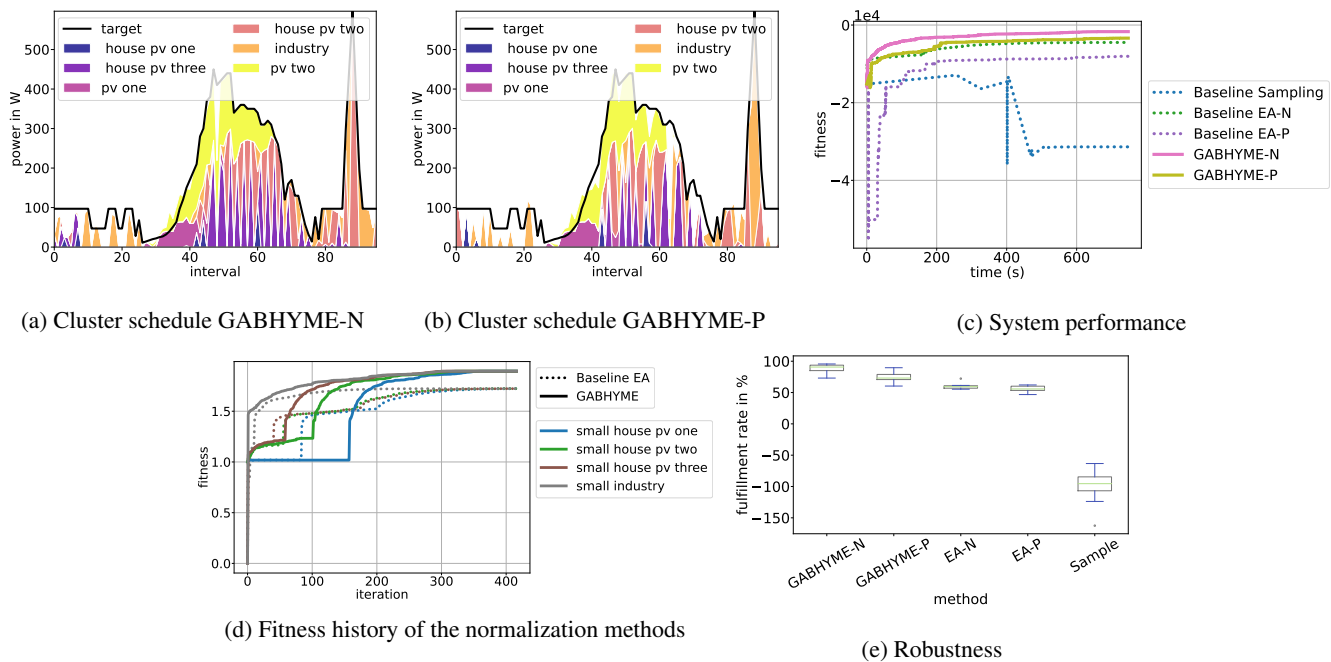 target
house pv one
house pv three
pv one
house pv two
industry
pv two
power in W
0
100
200
300
400
500
0 20 40 60 80
interval
(a) Cluster schedule GABHYME-N
target
house pv one
house pv three
pv one
house pv two
industry
pv two
power in W
0
100
200
300
400
500
0 20 40 60 80
interval
(b) Cluster schedule GABHYME-P
1e4
0
−2
−4
fitness
0 200 400 600
time (s)
Baseline Sampling
Baseline EA-N
Baseline EA-P
GABHYME-N
GABHYME-P
(c) System performance
fitness
1.5
1.0
0.5
0.0
0 100 200 300 400
iteration
Baseline EA
GABHYME
small house pv one
small house pv two
small house pv three
small industry
(d) Fitness history of the normalization methods
fulfillment rate in %
100
50
0
−50
−100
−150
GABHYME-N GABHYME-P EA-N EA-P Sample
method
(e) Robustness